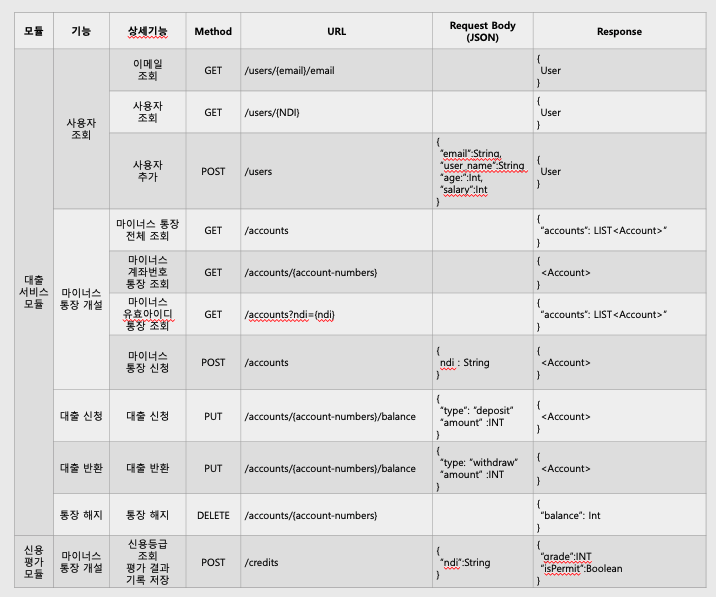 모듈 기능 상세기능 Method URL Request Body
(JSON) Response
대출
서비스
모듈
사용자
조회
이메일
조회
GET
/users/{email}/email
{
User
}
사용자
조회
GET
/users/{NDI}
{
User
}
사용자
추가
POST
/users
{
"email":String,
"user_name":String
"age:":Int,
"salary":Int
}
{
User
}
마이너스
통장 개설
마이너스 통장
전체 조회
GET
/accounts
{
"accounts": LIST<Account>"
}
마이너스
계좌번호
통장 조회
GET
/accounts/{account-numbers}
{
<Account>
}
마이너스
유효아이디
통장 조회
GET
/accounts?ndi={ndi}
{
"accounts": LIST<Account>"
}
마이너스
통장 신청
POST
/accounts
{
ndi : String
}
{
<Account>
}
대출 신청
대출 신청
PUT
/accounts/{account-numbers}/balance
{
"type": "deposit"
"amount" :INT
}
{
<Account>
}
대출 반환
대출 반환
PUT
/accounts/{account-numbers}/balance
{
"type: "withdraw"
"amount" :INT
}
{
<Account>
}
통장 해지
통장 해지
DELETE
/accounts/{account-numbers}
{
"balance": Int
}
신용
평가
모듈
마이너스
통장 개설
신용등급
조회
평가 결과
기록 저장
POST
/credits
{
"ndi":String
}
{
"grade":INT
"isPermit":Boolean
}